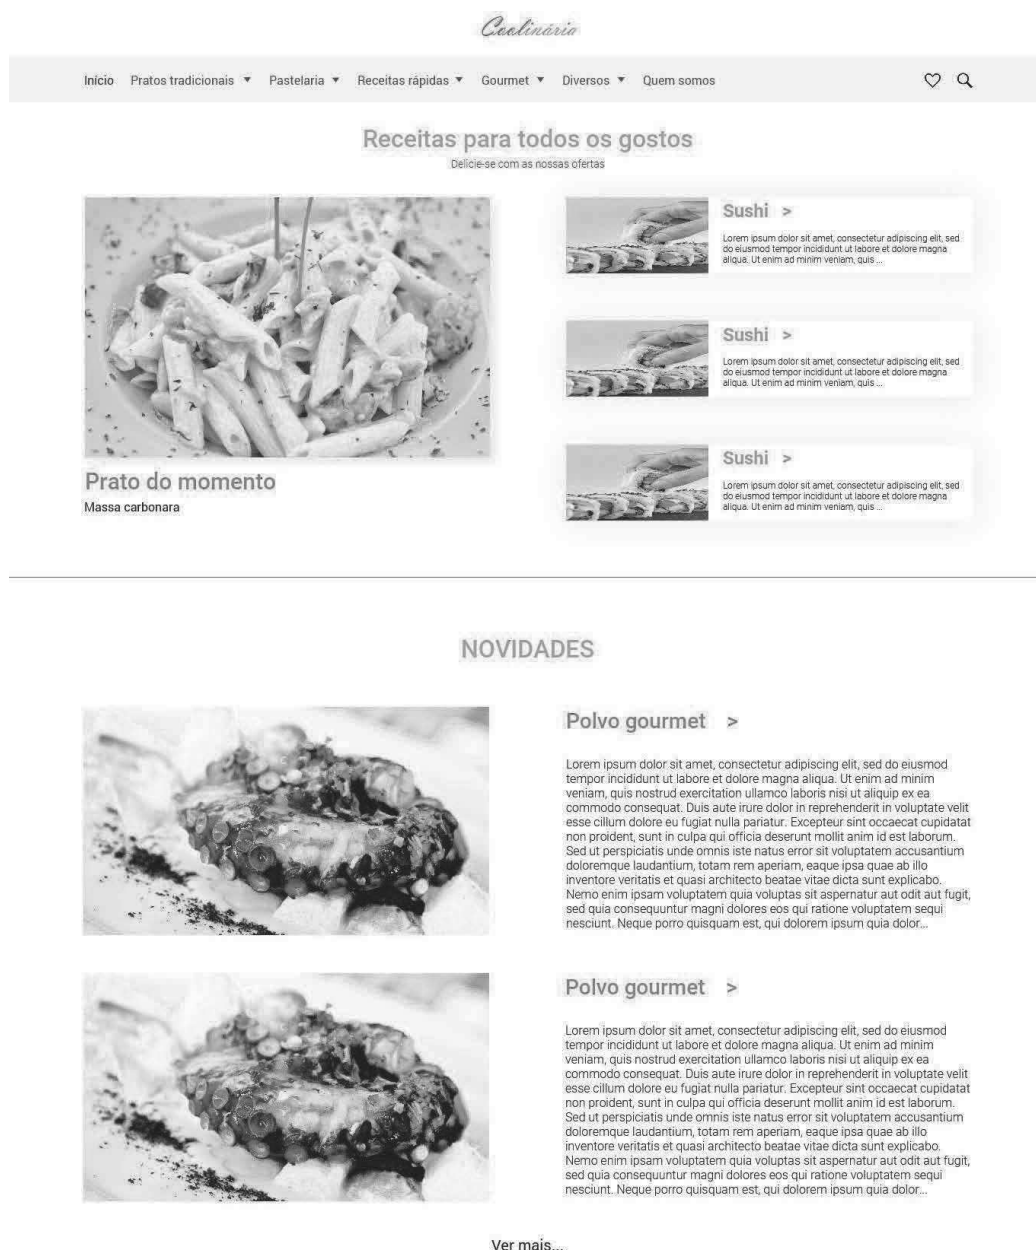 Coolinária
Início Pratos tradicionais Pastelaria Receitas rápidas Gourmet Diversos Quem somos
Receitas para todos os gostos
Delicie-se com as nossas ofertas
Prato do momento
Massa carbonara
Sushi >
Lorem ipsum dolor sit amet, consectetur adipiscing elit, sed
do eiusmod tempor incididunt ut labore et dolore magna
aliqua. Ut enim ad minim veniam, quis ...
Sushi >
Lorem ipsum dolor sit amet, consectetur adipiscing elit, sed
do eiusmod tempor incididunt ut labore et dolore magna
aliqua. Ut enim ad minim veniam, quis ...
Sushi >
Lorem ipsum dolor sit amet, consectetur adipiscing elit, sed
do eiusmod tempor incididunt ut labore et dolore magna
aliqua. Ut enim ad minim veniam, quis ...
NOVIDADES
Polvo gourmet >
Lorem ipsum dolor sit amet, consectetur adipiscing elit, sed do eiusmod
tempor incididunt ut labore et dolore magna aliqua. Ut enim ad minim
veniam, quis nostrud exercitation ullamco laboris nisi ut aliquip ex ea
commodo consequat. Duis aute irure dolor in reprehenderit in voluptate velit
esse cillum dolore eu fugiat nulla pariatur. Excepteur sint occaecat cupidatat
non proident, sunt in culpa qui officia deserunt mollit anim id est laborum.
Sed ut perspiciatis unde omnis iste natus error sit voluptatem accusantium
doloremque laudantium, totam rem aperiam, eaque ipsa quae ab illo
inventore veritatis et quasi architecto beatae vitae dicta sunt explicabo.
Nemo enim ipsam voluptatem quia voluptas sit aspernatur aut odit aut fugit,
sed quia consequuntur magni dolores eos qui ratione voluptatem sequi
nesciunt. Neque porro quisquam est, qui dolorem ipsum quia dolor...
Polvo gourmet >
Lorem ipsum dolor sit amet, consectetur adipiscing elit, sed do eiusmod
tempor incididunt ut labore et dolore magna aliqua. Ut enim ad minim
veniam, quis nostrud exercitation ullamco laboris nisi ut aliquip ex ea
commodo consequat. Duis aute irure dolor in reprehenderit in voluptate velit
esse cillum dolore eu fugiat nulla pariatur. Excepteur sint occaecat cupidatat
non proident, sunt in culpa qui officia deserunt mollit anim id est laborum.
Sed ut perspiciatis unde omnis iste natus error sit voluptatem accusantium
doloremque laudantium, totam rem aperiam, eaque ipsa quae ab illo
inventore veritatis et quasi architecto beatae vitae dicta sunt explicabo.
Nemo enim ipsam voluptatem quia voluptas sit aspernatur aut odit aut fugit,
sed quia consequuntur magni dolores eos qui ratione voluptatem sequi
nesciunt. Neque porro quisquam est, qui dolorem ipsum quia dolor...
Ver mais...